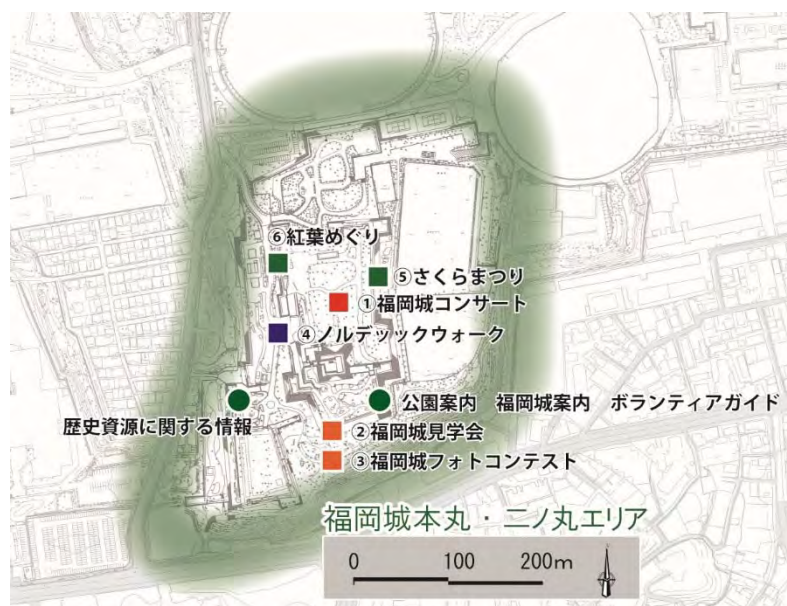 ⑥紅葉めぐり
⑤さくらまつり
①福岡城コンサート
④ノルデッックウォーク
公園案内 福岡城案内 ボランティアガイド
歴史資源に関する情報
②福岡城見学会
③福岡城フォトコンテスト
福岡城本丸・二ノ丸エリア
0 100 200m